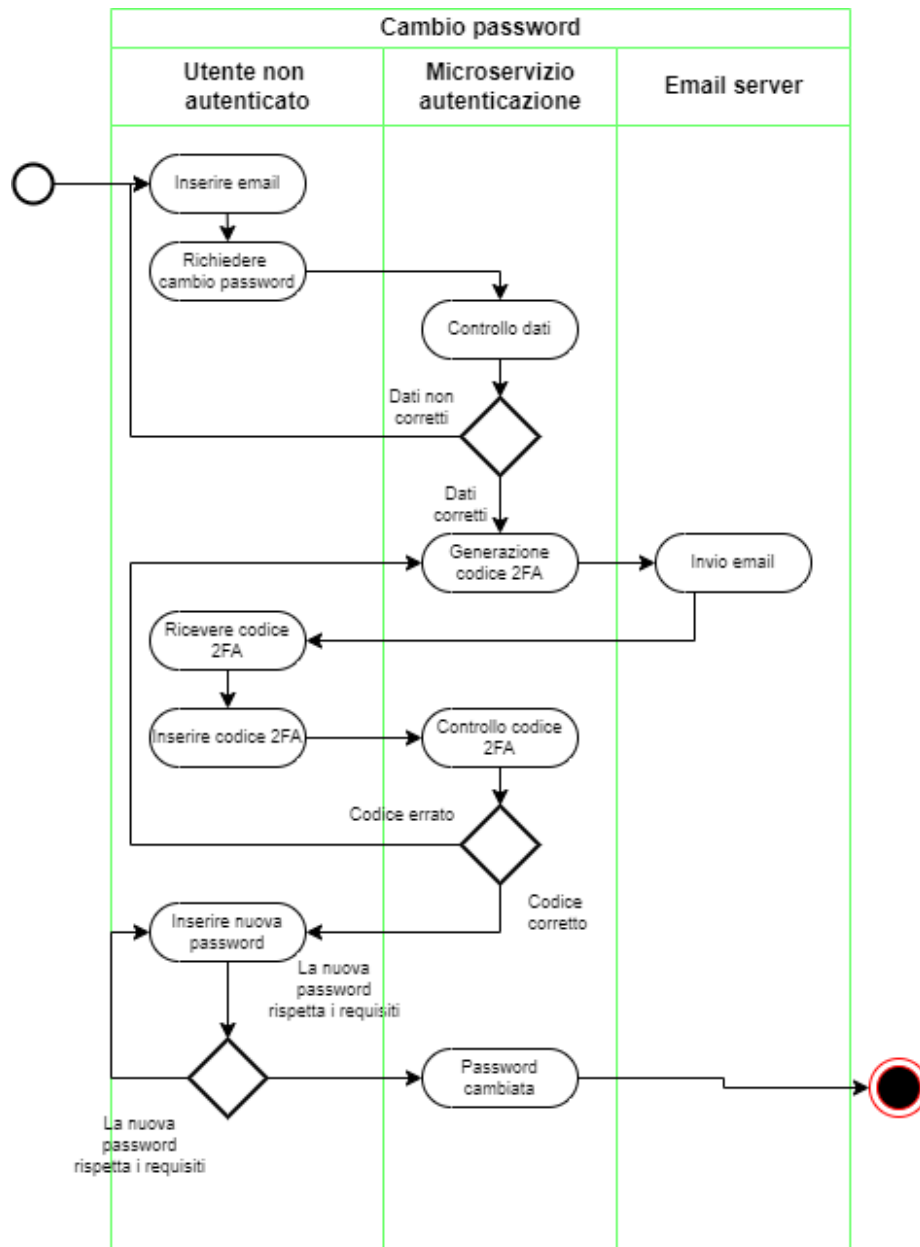 Cambio password
Utente non
autenticato
Microservizio
autenticazione
Email server
Inserire email
Richiedere
cambio password
Controllo dati
Dati non
corretti
Dati
corretti
Generazione
codice 2FA
Invio email
Ricevere codice
2FA
Inserire codice 2FA
Controllo codice
2FA
Codice errato
Codice
corretto
Inserire nuova
password
La nuova
password
rispetta i requisiti
Password
cambiata
La nuova
password
rispetta i requisiti